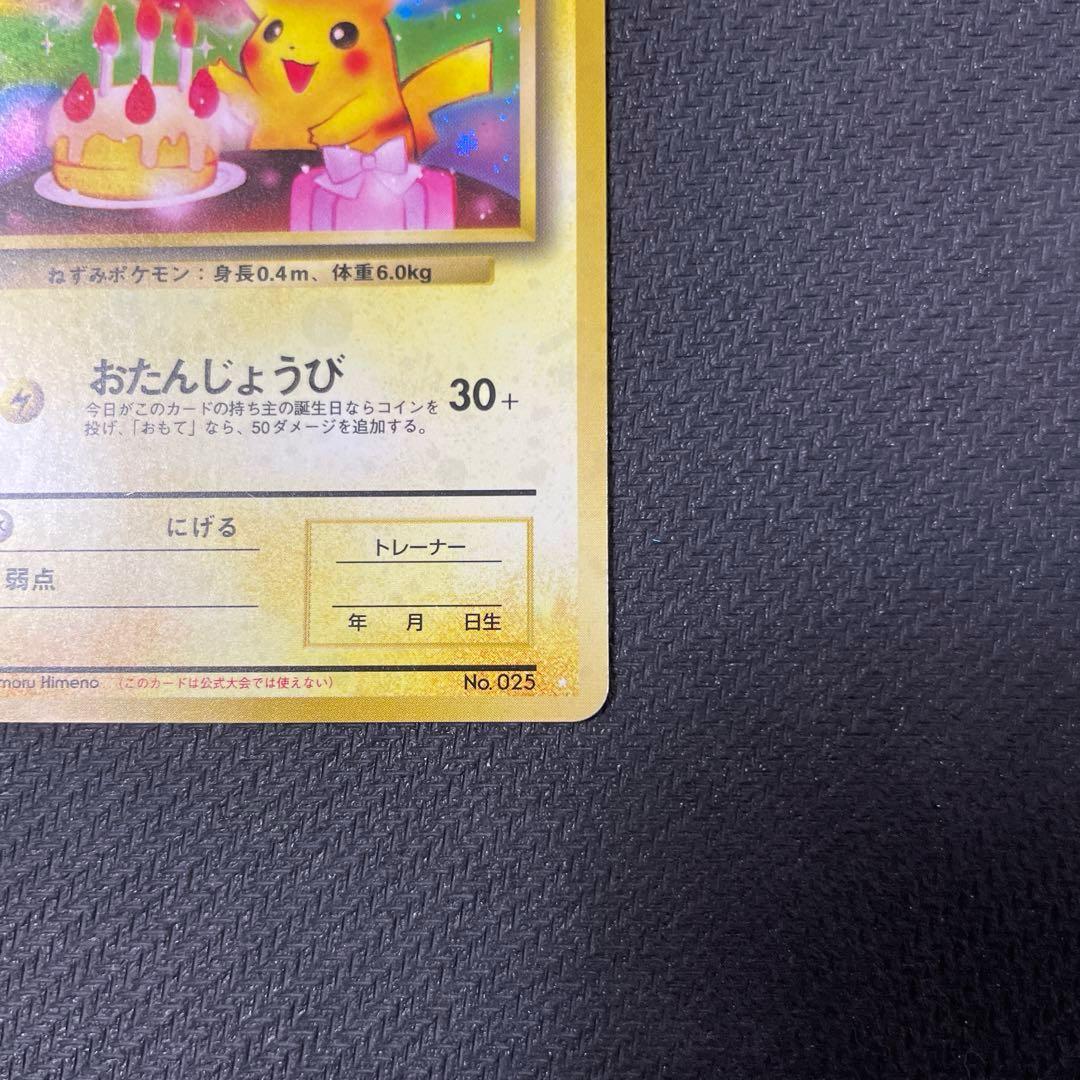 ねずみポケモン：身長0.4m、体重6.0kg
おたんじょうび 30+
今日がこのカードの持ち主の誕生日ならコインを
投げ、「おもて」なら、50ダメージを追加する。
にげる
弱点
トレーナー
年 月 日生
moru Himeno （このカードは公式大会では使えない） No. 025